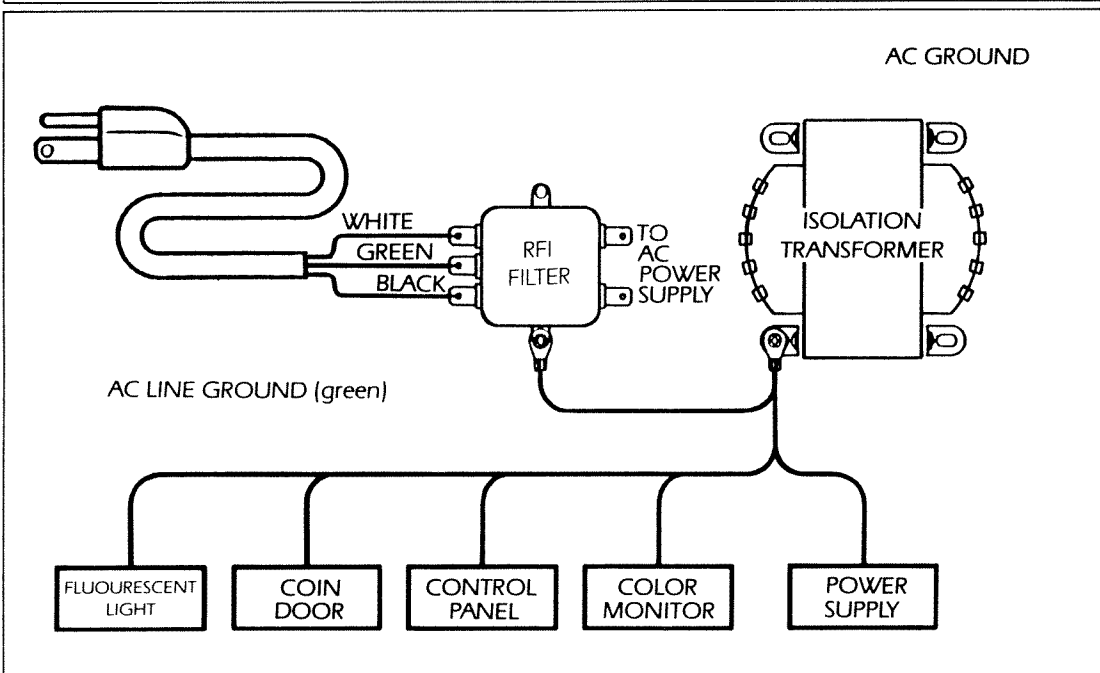 AC GROUND
WHITE
GREEN
BLACK
RFI
FILTER
TO
AC
POWER
SUPPLY
ISOLATION
TRANSFORMER
AC LINE GROUND (green)
FLUOURESCENT
LIGHT
COIN
DOOR
CONTROL
PANEL
COLOR
MONITOR
POWER
SUPPLY